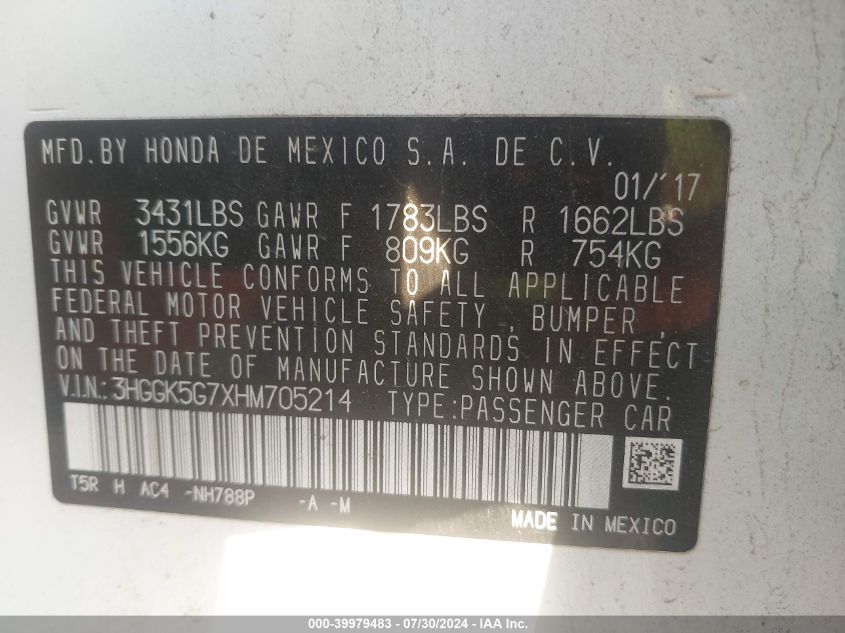 MFD.BY HONDA DE MEXICO S.A. DE C.V.
01/'17
GVWR 3431LBS GAWR F 1783LBS R 1662LBS
GVWR 1556KG GAWR F 809KG R 754KG
THIS VEHICLE CONFORMS TO ALL APPLICABLE
FEDERAL MOTOR VEHICLE SAFETY , BUMPER ,
AND THEFT PREVENTION STANDARDS IN EFFECT
ON THE DATE OF MANUFACTURE SHOWN ABOVE.
V.I.N.:3HGGK5G7XHM705214 TYPE:PASSENGER CAR
T5R H AC4 -NH788P -A -M
MADE IN MEXICO
000-39979483 - 07/30/2024 - IAA Inc.